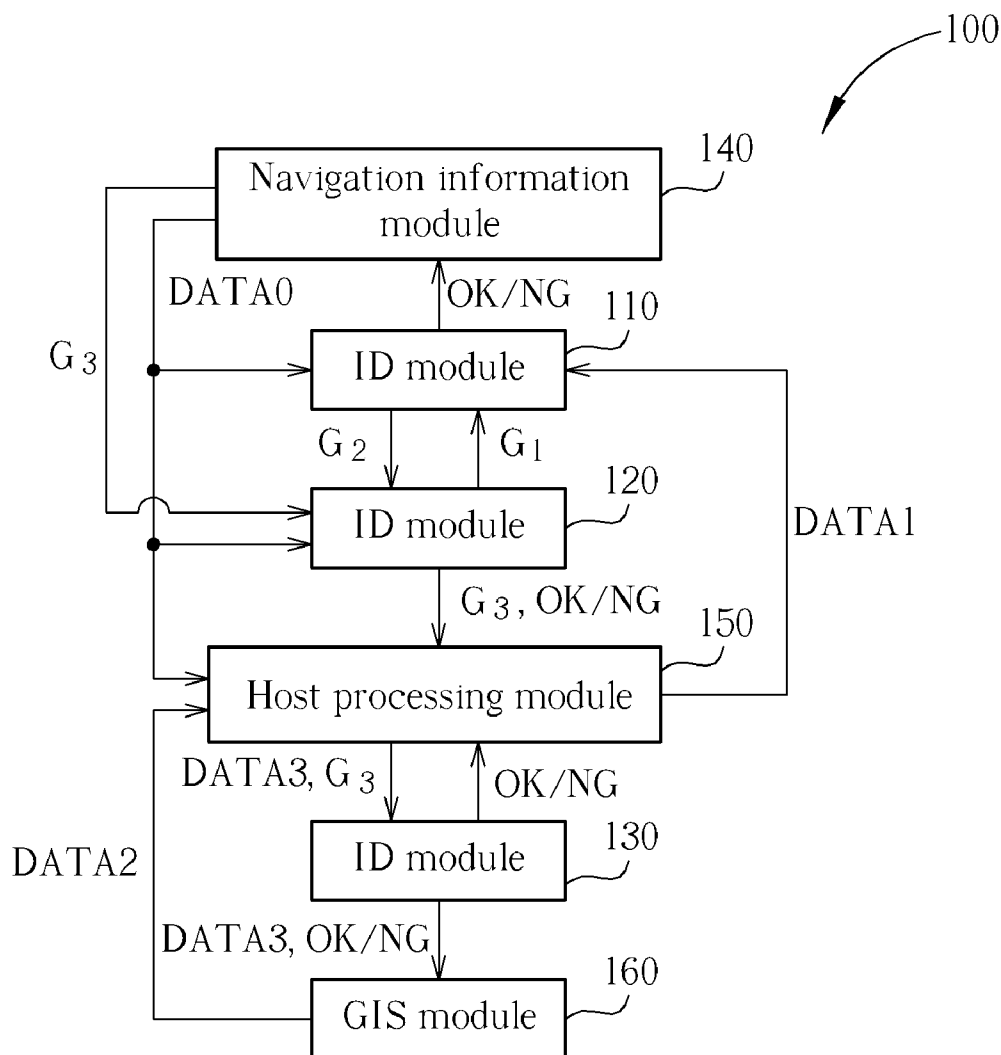 100
140
Navigation information
module
DATA0
OK/NG
110
G3
ID module
G2
G1
120
ID module
DATA1
G3, OK/NG
150
Host processing module
DATA3, G3
OK/NG
130
DATA2
ID module
DATA3, OK/NG
160
GIS module